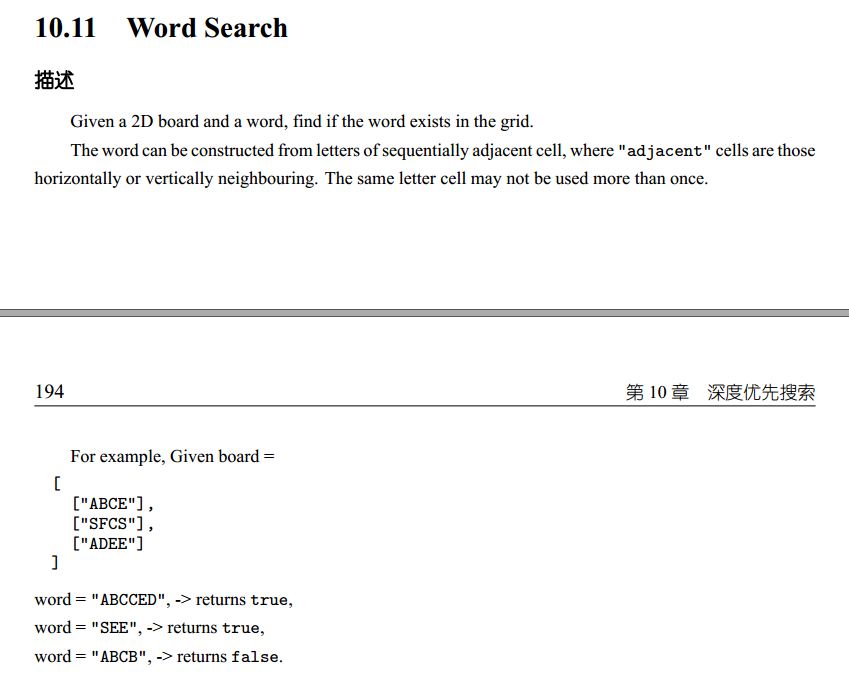 10.11 Word Search
描述
Given a 2D board and a word, find if the word exists in the grid.
The word can be constructed from letters of sequentially adjacent cell, where "adjacent" cells are those
horizontally or vertically neighbouring. The same letter cell may not be used more than once.
194 第 10 章 深度优先搜索
For example, Given board =
[
["ABCE"],
["SFCS"],
["ADEE"]
]
word = "ABCCED", -> returns true,
word = "SEE", -> returns true,
word = "ABCB", -> returns false.